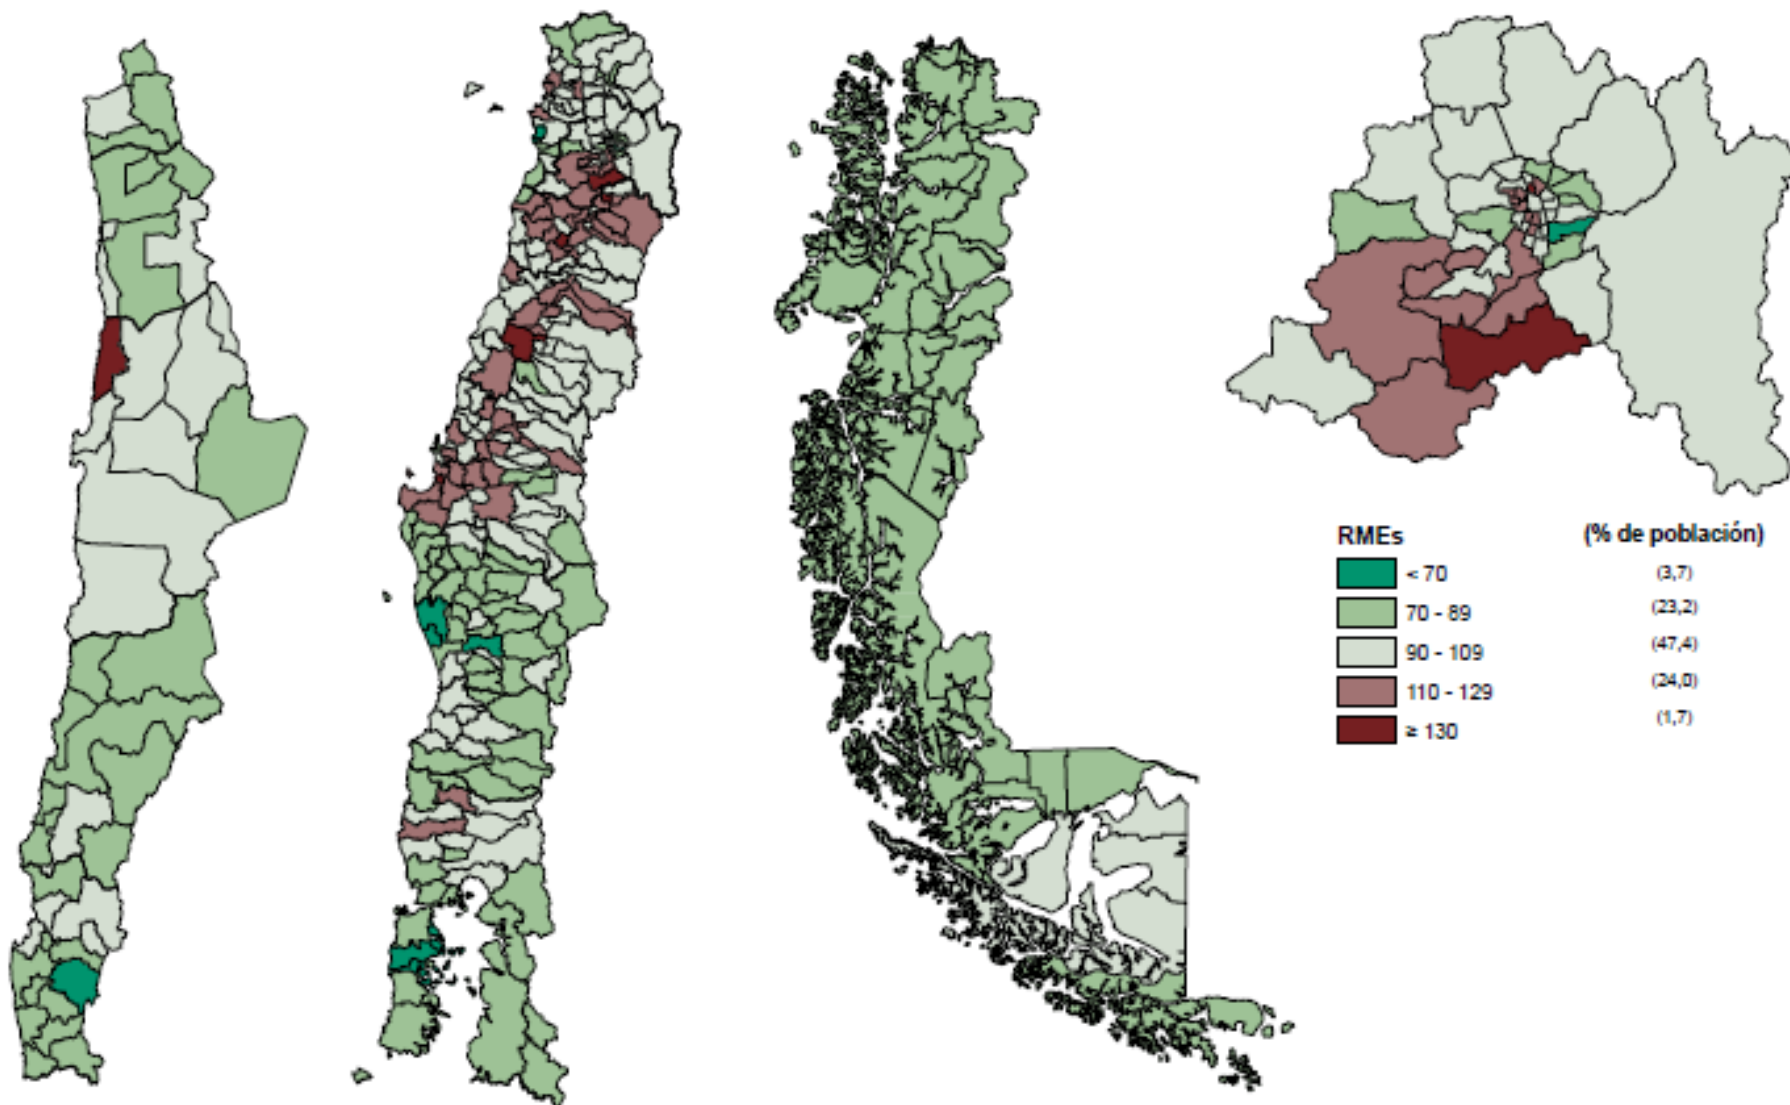 RMEs (% de población)
< 70 (3,7)
70 - 89 (23,2)
90 - 109 (47,4)
110 - 129 (24,0)
≥ 130 (1,7)